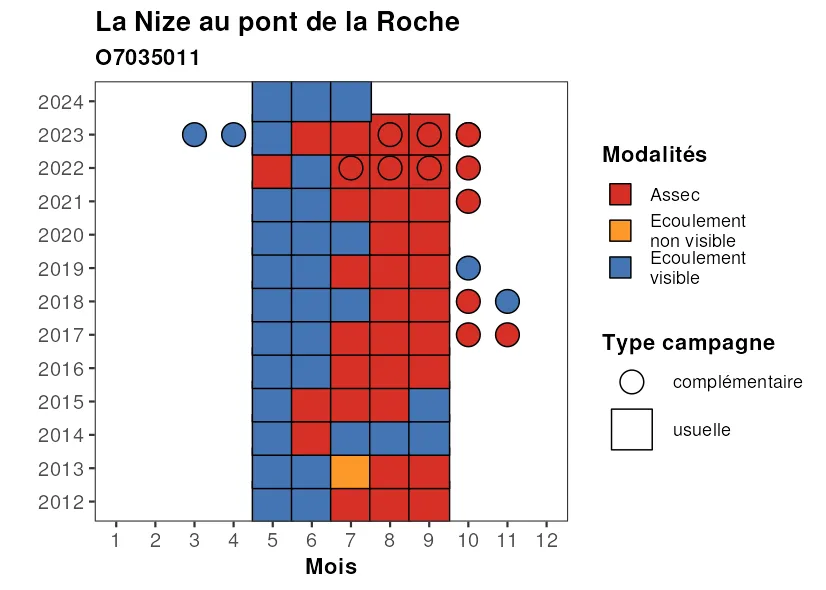 La Nize au pont de la Roche
O7035011
2024
2023
2022
2021
2020
2019
2018
2017
2016
2015
2014
2013
2012
1 2 3 4 5 6 7 8 9 10 11 12
Mois
Modalités
Assec
Ecoulement
non visible
Ecoulement
visible
Type campagne
complémentaire
usuelle